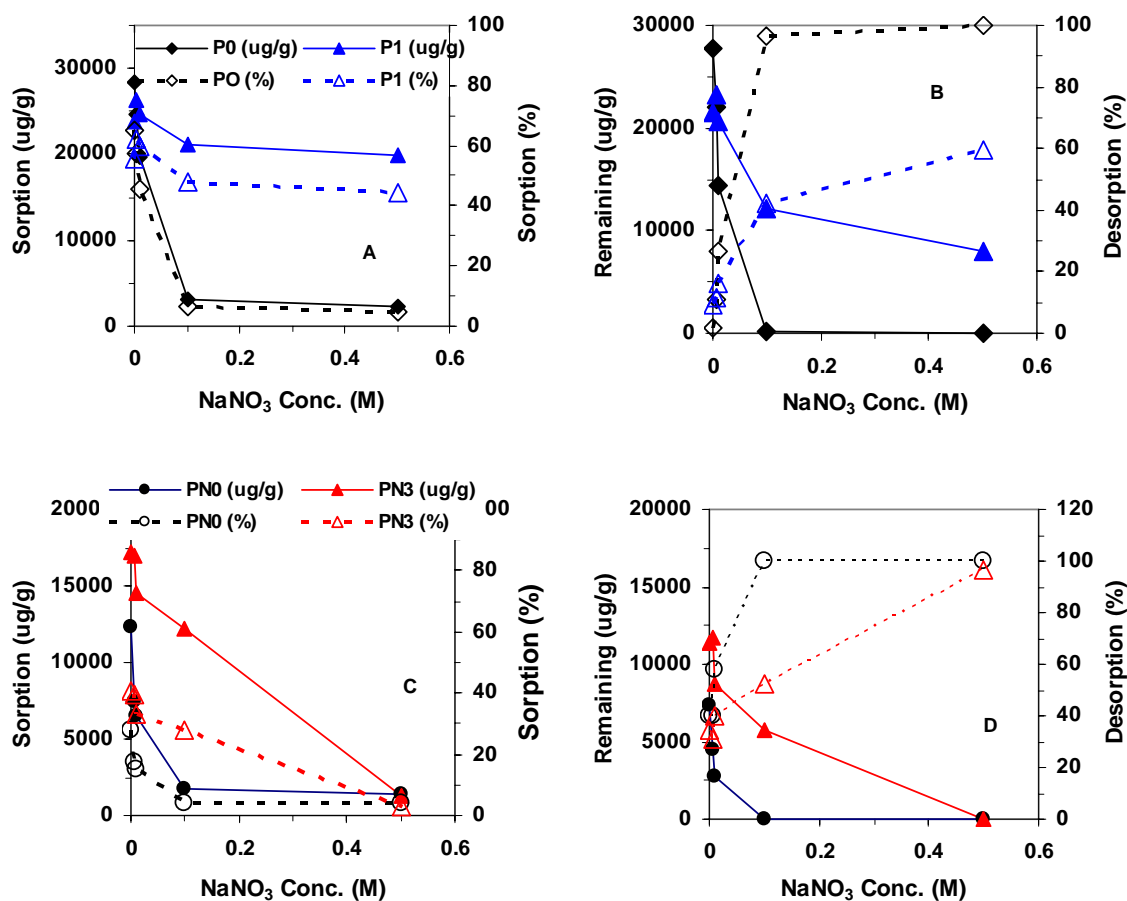 P0 (ug/g) P1 (ug/g)
PO (%) P1 (%)
30000
20000
10000
0
100
80
60
40
20
0
0 0.2 0.4 0.6
Sorption (ug/g)
Sorption (%)
A
NaNO3 Conc. (M)
30000
20000
10000
0
100
80
60
40
20
0
0 0.2 0.4 0.6
Remaining (ug/g)
Desorption (%)
B
NaNO3 Conc. (M)
PN0 (ug/g) PN3 (ug/g)
PN0 (%) PN3 (%)
2000
15000
10000
5000
0
00
80
60
40
20
0
0 0.2 0.4 0.6
Sorption (ug/g)
Sorption (%)
C
NaNO3 Conc. (M)
20000
15000
10000
5000
0
120
100
80
60
40
20
0
0 0.2 0.4 0.6
Remaining (ug/g)
Desorption (%)
D
NaNO3 Conc. (M)